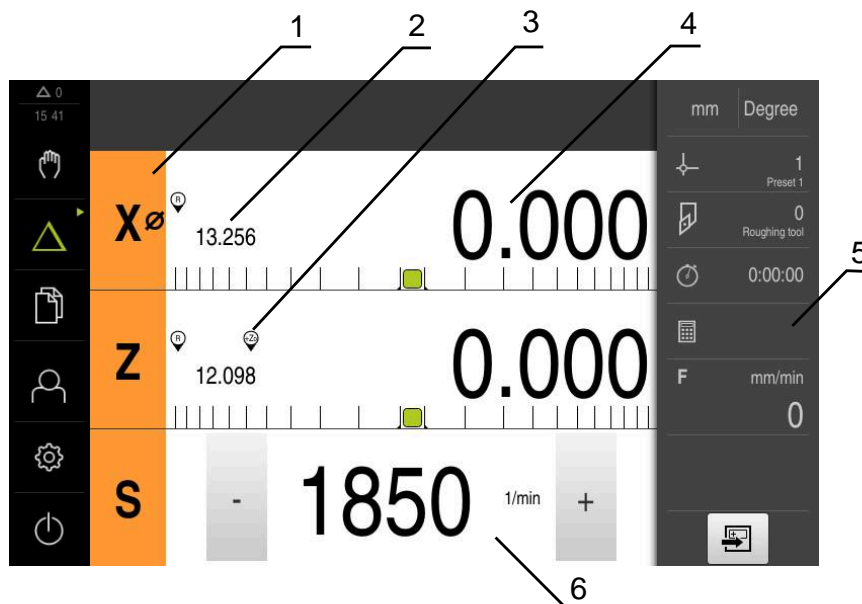 1 2 3 4
0
15 41
mm Degree
1
Preset 1
X⌀
R
13.256
0.000
0
Roughing tool
0:00:00
5
Z
R +Z0
12.098
0.000
F mm/min
0
S
-
1850
1/min
+
6